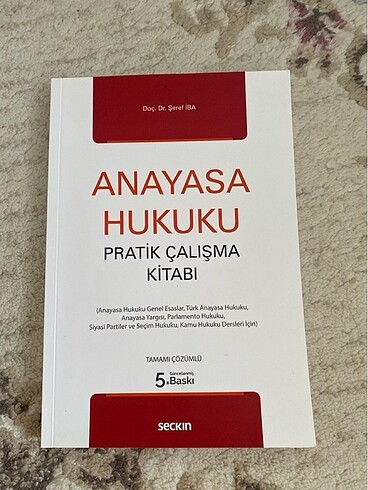 Doç. Dr. Şeref İBA
ANAYASA
HUKUKU
PRATİK ÇALIŞMA
KİTABI
(Anayasa Hukuku Genel Esaslar, Türk Anayasa Hukuku,
Anayasa Yargısı, Parlamento Hukuku,
Siyasi Partiler ve Seçim Hukuku, Kamu Hukuku Dersleri İçin)
TAMAMI ÇÖZÜMLÜ
Güncellenmiş
5. Baskı
seçkin